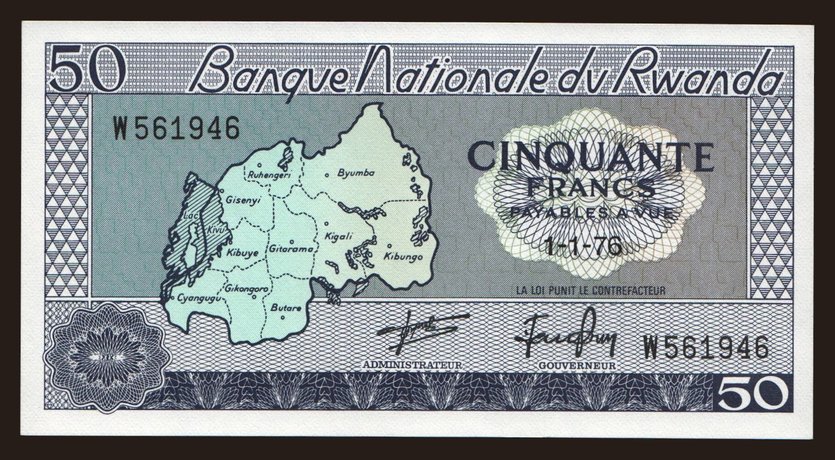 50 Banque Nationale du Rwanda
W561946
CINQUANTE
FRANCS
PAYABLES A VUE
1-1-76
LA LOI PUNIT LE CONTREFACTEUR
Ruhengeri
Byumba
Gisenyi
Lac
Kivu
Kigali
Kibuye
Gitarama
Kibungo
Gikongoro
Cyangugu
Butare
ADMINISTRATEUR
GOUVERNEUR
W561946
50